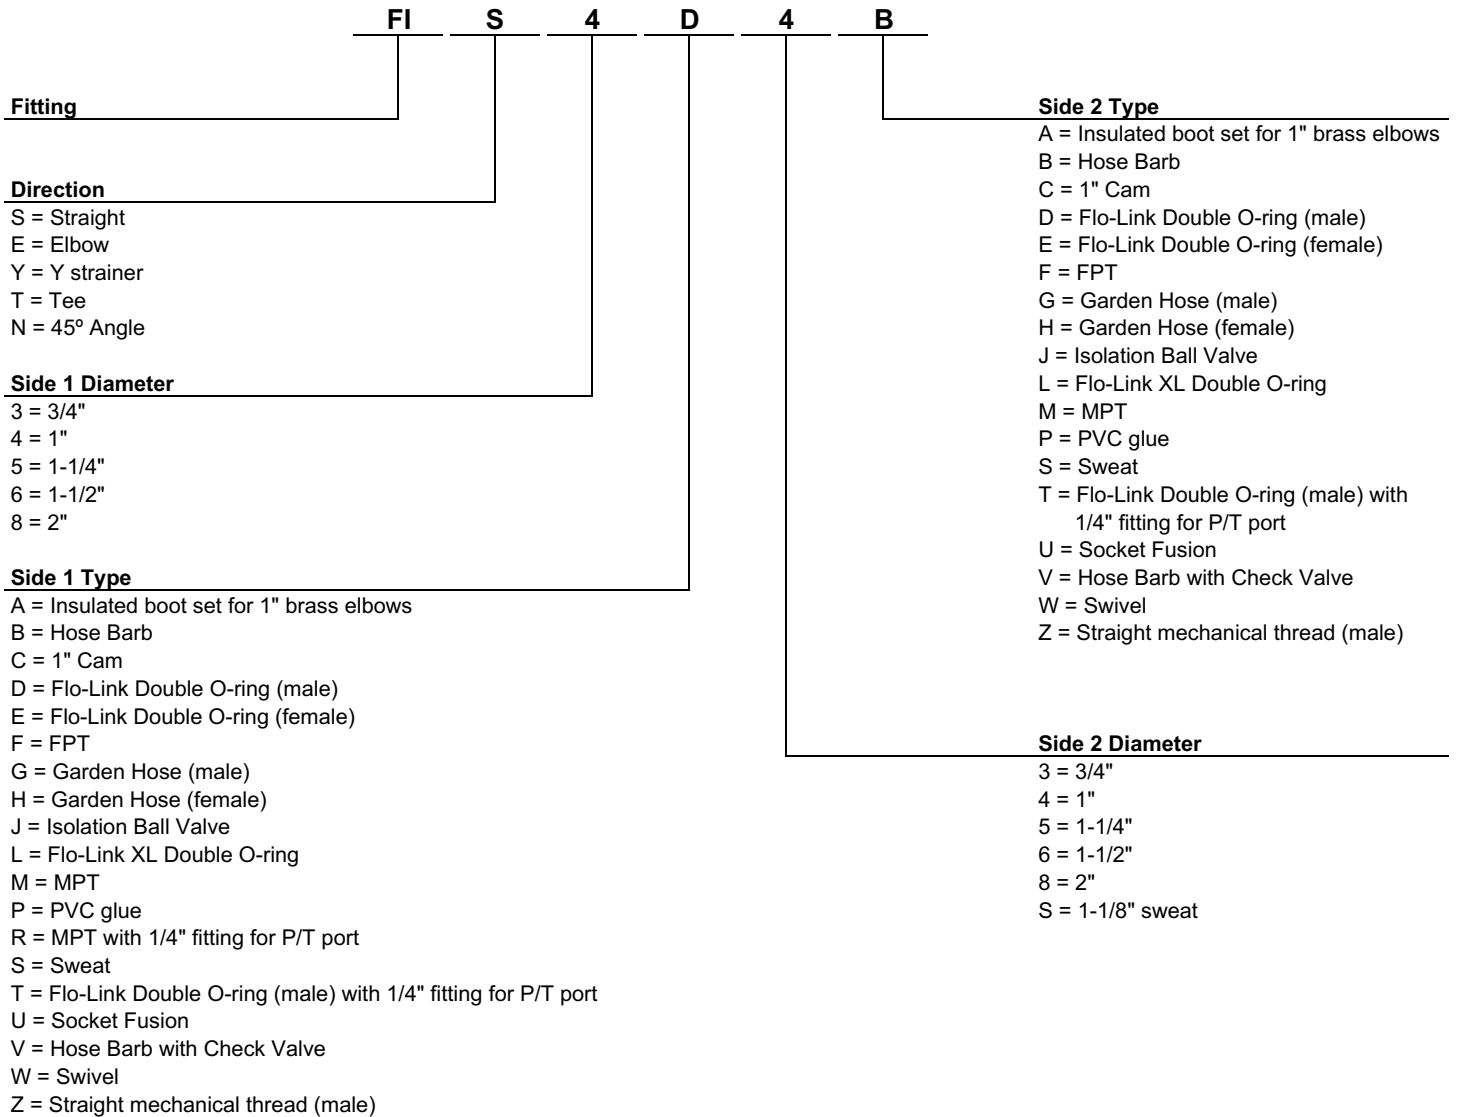 FI S 4 D 4 B
Fitting
Direction
S = Straight
E = Elbow
Y = Y strainer
T = Tee
N = 45º Angle
Side 1 Diameter
3 = 3/4"
4 = 1"
5 = 1-1/4"
6 = 1-1/2"
8 = 2"
Side 1 Type
A = Insulated boot set for 1" brass elbows
B = Hose Barb
C = 1" Cam
D = Flo-Link Double O-ring (male)
E = Flo-Link Double O-ring (female)
F = FPT
G = Garden Hose (male)
H = Garden Hose (female)
J = Isolation Ball Valve
L = Flo-Link XL Double O-ring
M = MPT
P = PVC glue
R = MPT with 1/4" fitting for P/T port
S = Sweat
T = Flo-Link Double O-ring (male) with 1/4" fitting for P/T port
U = Socket Fusion
V = Hose Barb with Check Valve
W = Swivel
Z = Straight mechanical thread (male)
Side 2 Type
A = Insulated boot set for 1" brass elbows
B = Hose Barb
C = 1" Cam
D = Flo-Link Double O-ring (male)
E = Flo-Link Double O-ring (female)
F = FPT
G = Garden Hose (male)
H = Garden Hose (female)
J = Isolation Ball Valve
L = Flo-Link XL Double O-ring
M = MPT
P = PVC glue
S = Sweat
T = Flo-Link Double O-ring (male) with
1/4" fitting for P/T port
U = Socket Fusion
V = Hose Barb with Check Valve
W = Swivel
Z = Straight mechanical thread (male)
Side 2 Diameter
3 = 3/4"
4 = 1"
5 = 1-1/4"
6 = 1-1/2"
8 = 2"
S = 1-1/8" sweat